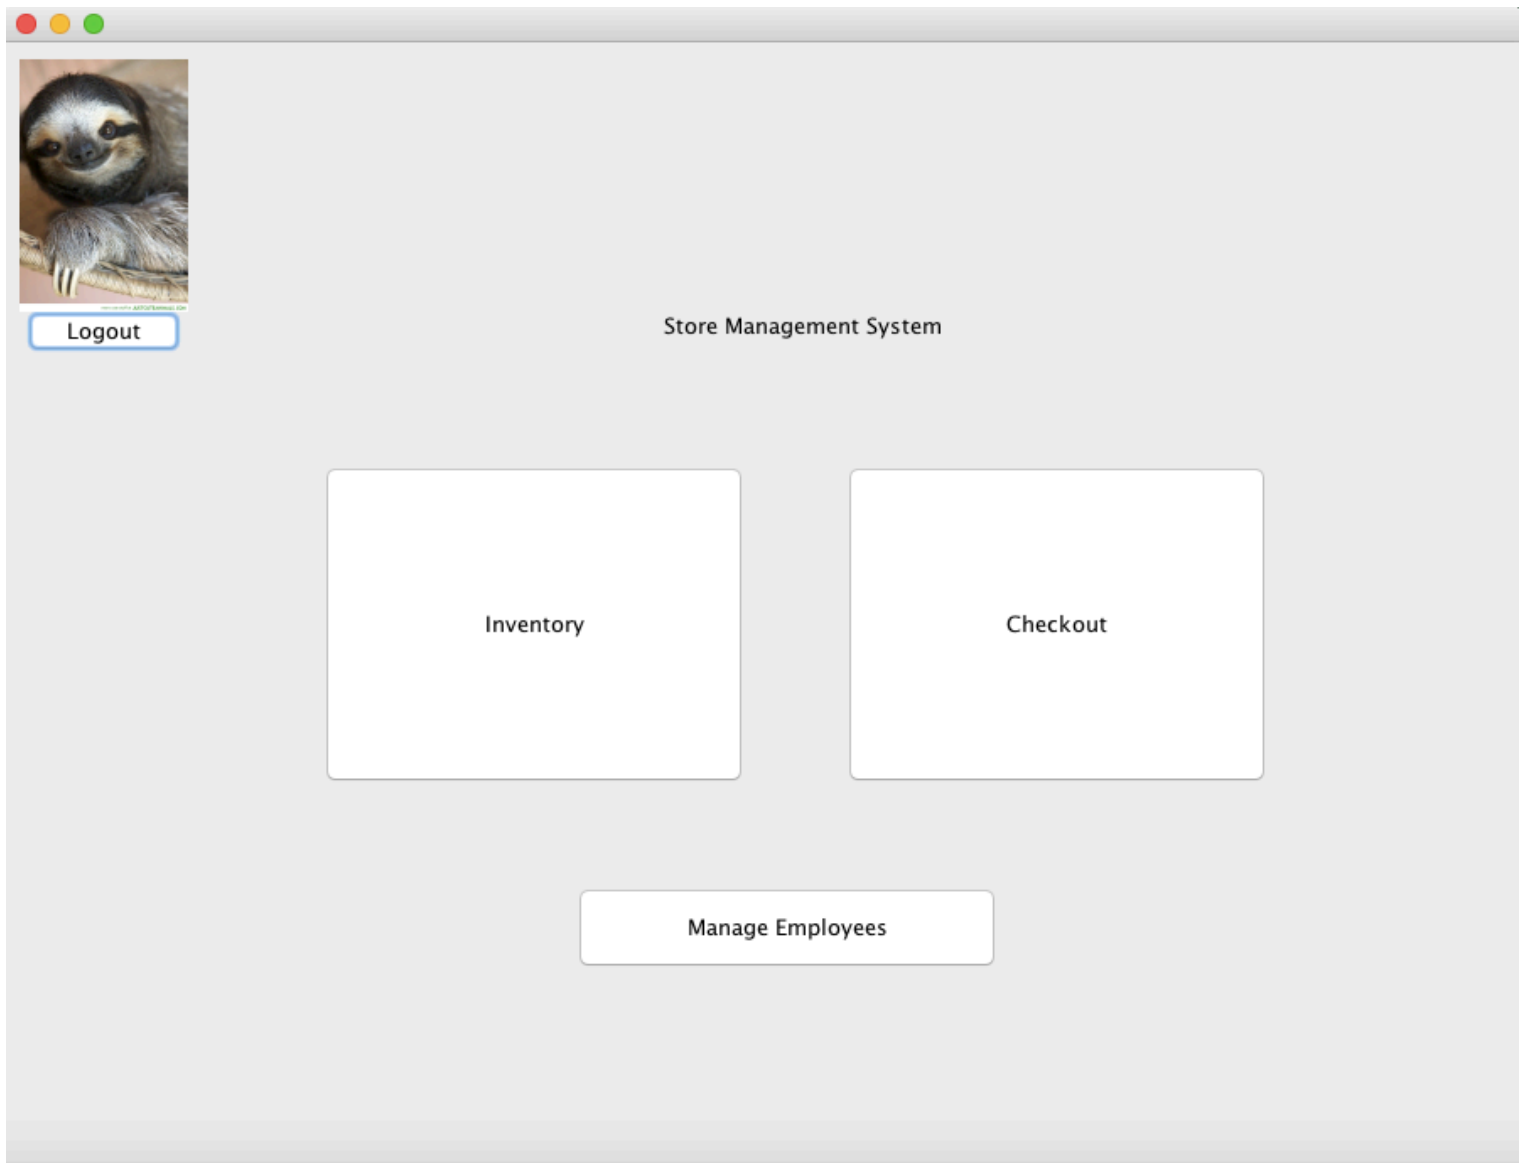 Logout
Store Management System
Inventory
Checkout
Manage Employees